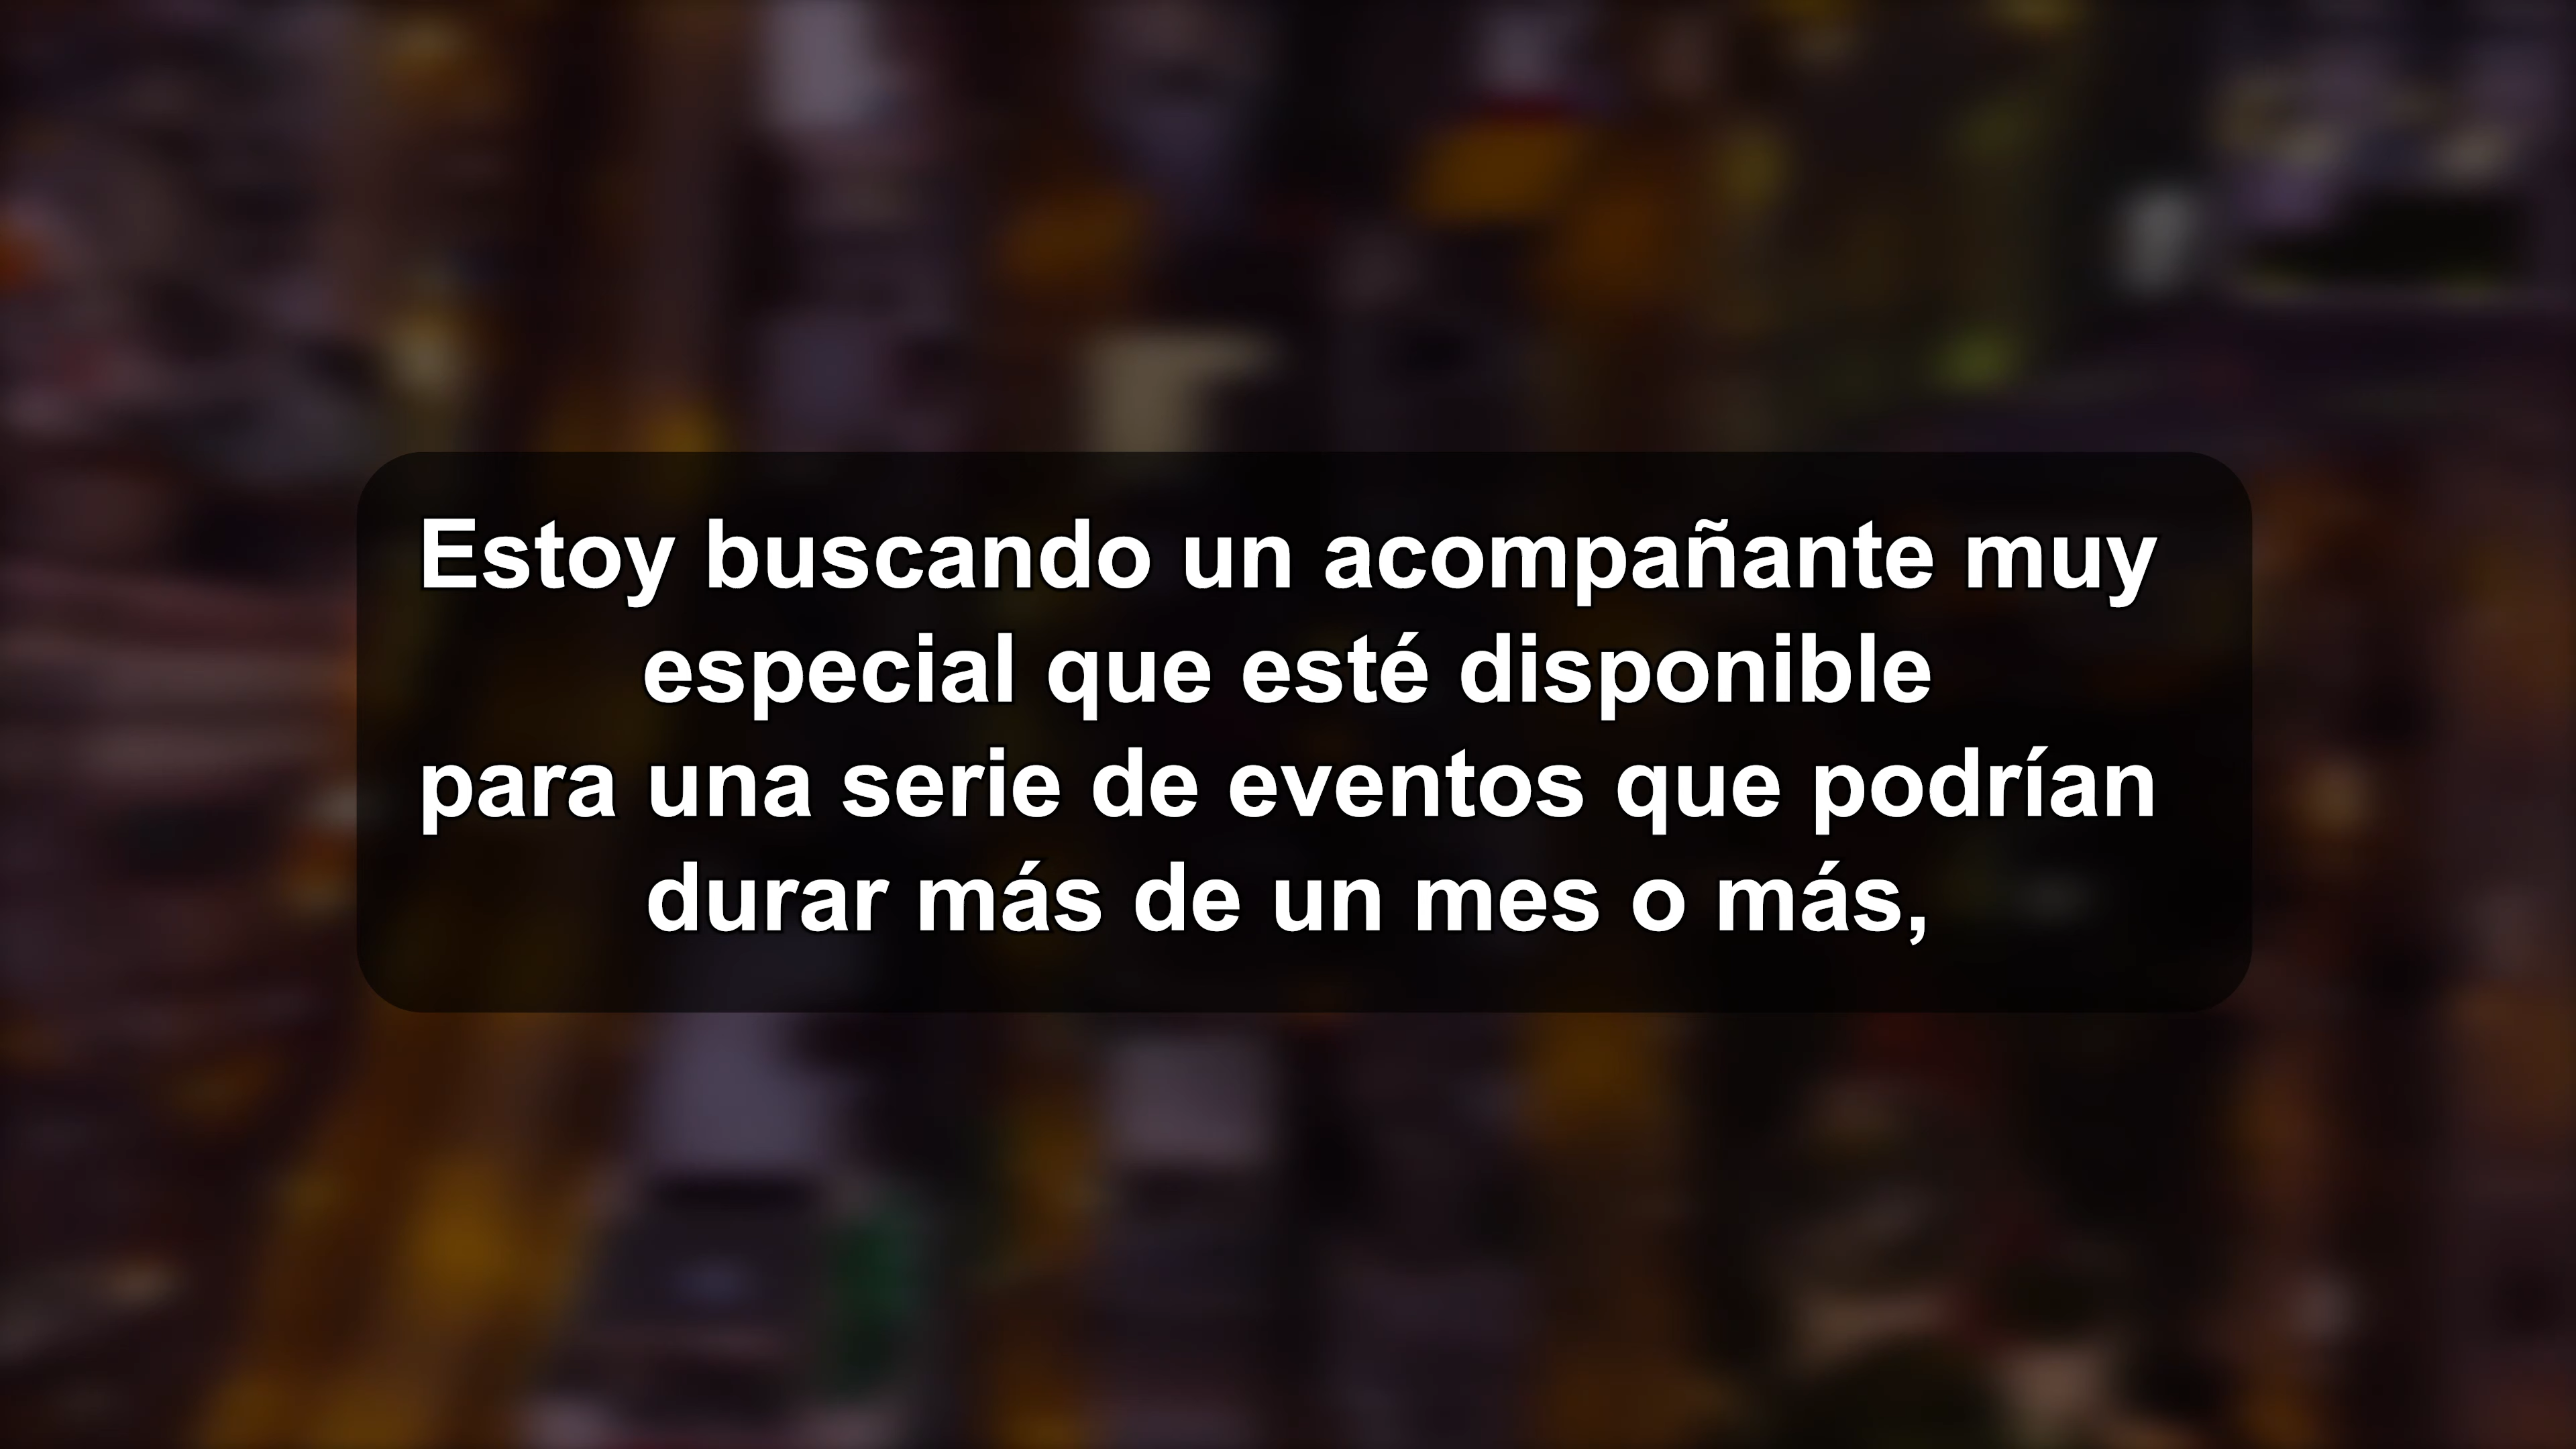 Estoy buscando un acompañante muy
especial que esté disponible
para una serie de eventos que podrían
durar más de un mes o más,